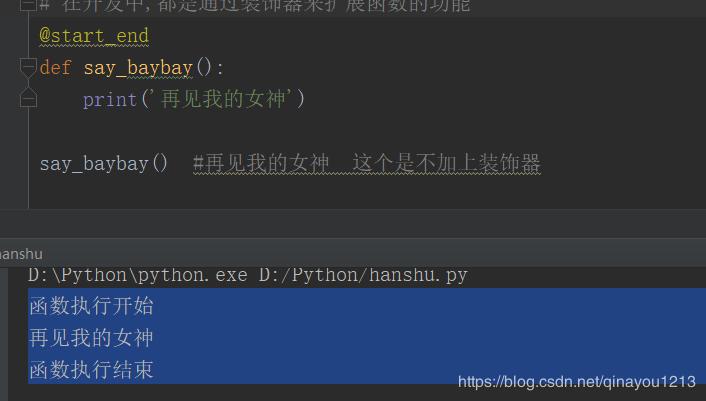 # 在开发中,都是通过装饰器来扩展函数的功能
@start_end
def say_baybay():
print('再见我的女神')
say_baybay() #再见我的女神 这个是不加上装饰器
hanshu
D:\Python\python.exe D:/Python/hanshu.py
函数执行开始
再见我的女神
函数执行结束
https://blog.csdn.net/qinayou1213